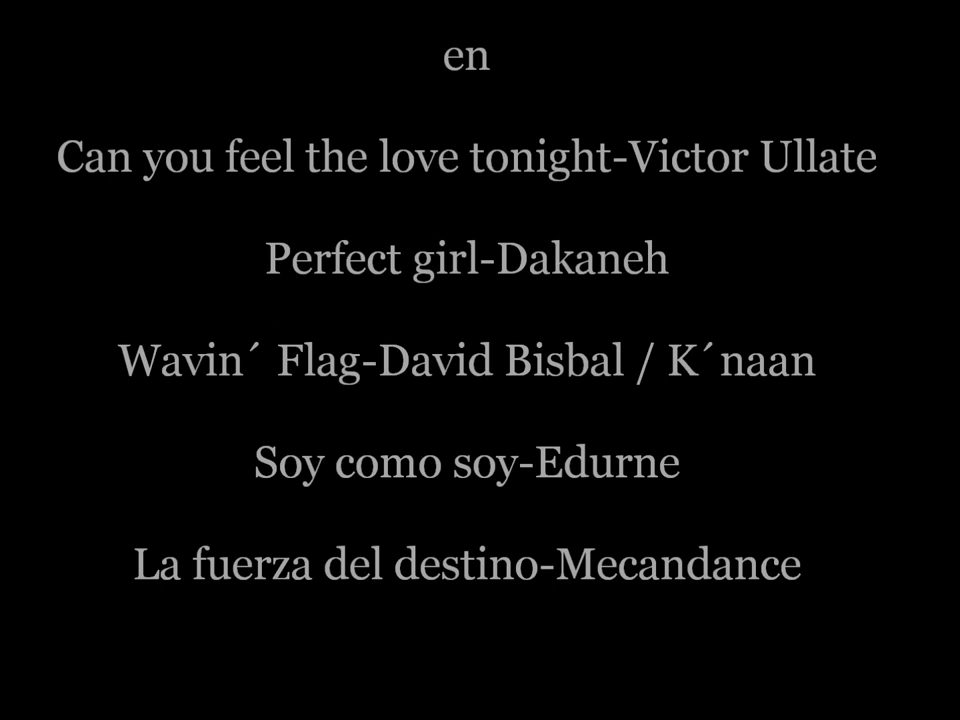 en
Can you feel the love tonight-Victor Ullate
Perfect girl-Dakaneh
Wavin´ Flag-David Bisbal / K´naan
Soy como soy-Edurne
La fuerza del destino-Mecandance